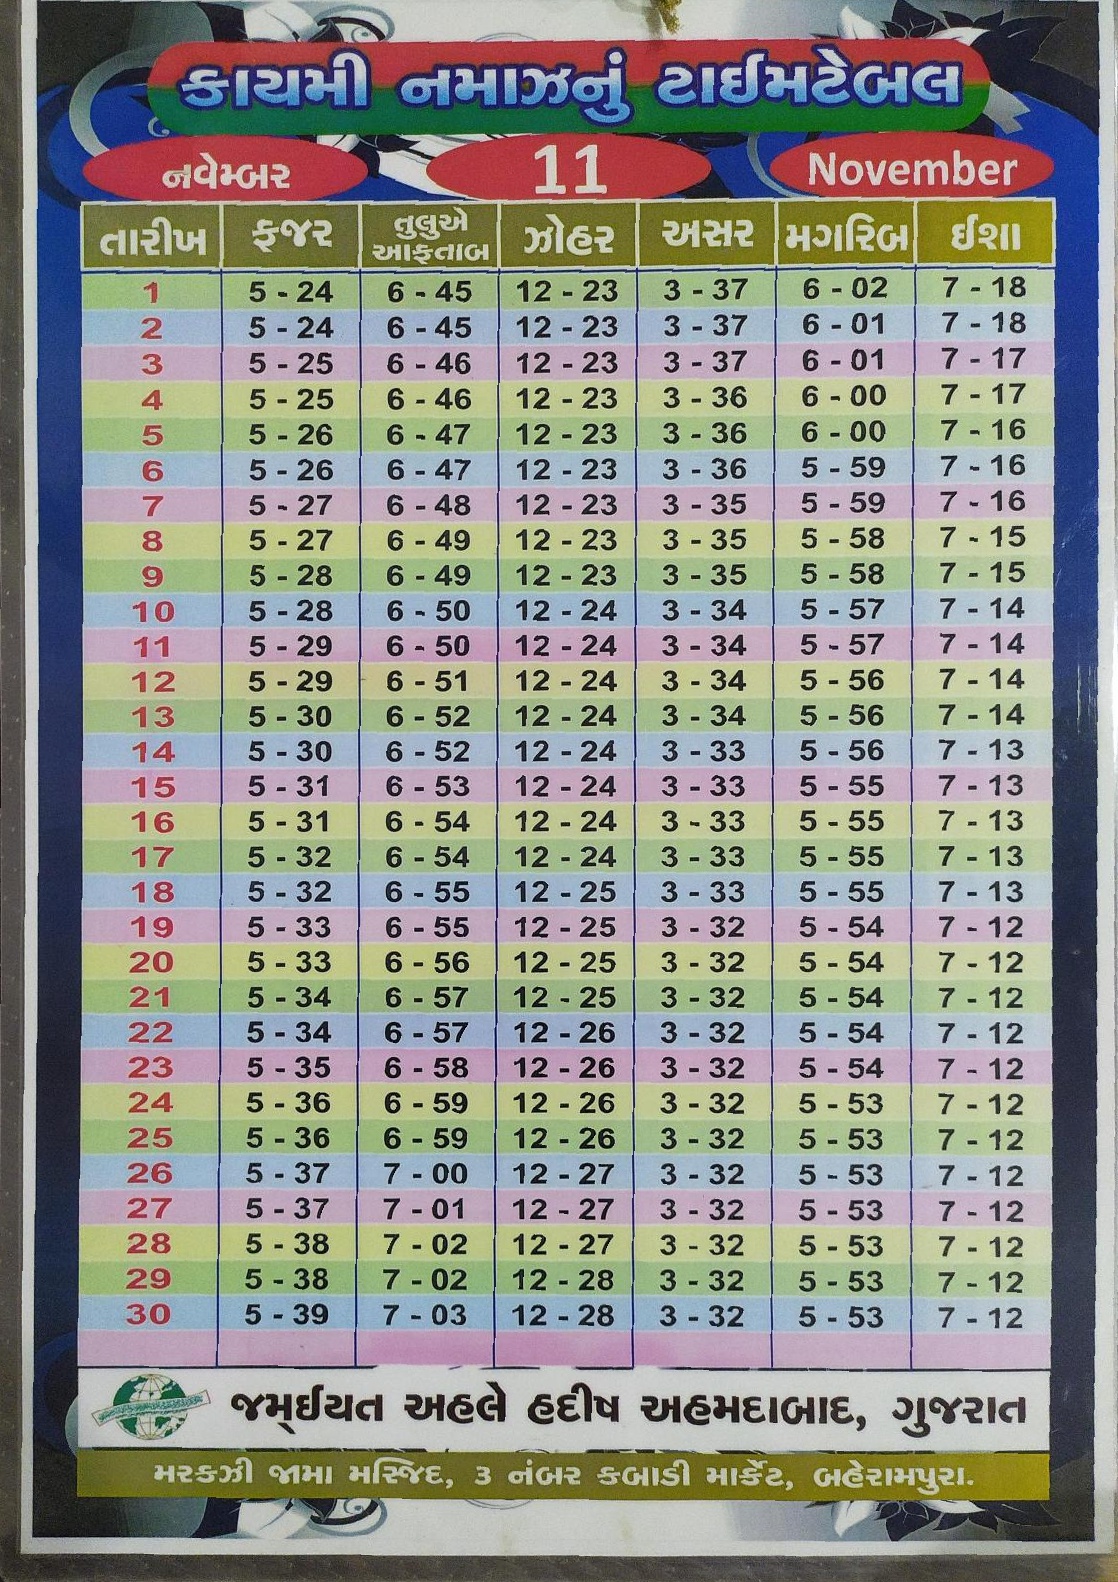 કાયમી નમાઝનું ટાઈમટેબલ
નવેમ્બર 11 November
તારીખ ફજર તુલુએ આફતાબ ઝોહર અસર મગરિબ ઈશા
1 5 - 24 6 - 45 12 - 23 3 - 37 6 - 02 7 - 18
2 5 - 24 6 - 45 12 - 23 3 - 37 6 - 01 7 - 18
3 5 - 25 6 - 46 12 - 23 3 - 37 6 - 01 7 - 17
4 5 - 25 6 - 46 12 - 23 3 - 36 6 - 00 7 - 17
5 5 - 26 6 - 47 12 - 23 3 - 36 6 - 00 7 - 16
6 5 - 26 6 - 47 12 - 23 3 - 36 5 - 59 7 - 16
7 5 - 27 6 - 48 12 - 23 3 - 35 5 - 59 7 - 16
8 5 - 27 6 - 49 12 - 23 3 - 35 5 - 58 7 - 15
9 5 - 28 6 - 49 12 - 23 3 - 35 5 - 58 7 - 15
10 5 - 28 6 - 50 12 - 24 3 - 34 5 - 57 7 - 14
11 5 - 29 6 - 50 12 - 24 3 - 34 5 - 57 7 - 14
12 5 - 29 6 - 51 12 - 24 3 - 34 5 - 56 7 - 14
13 5 - 30 6 - 52 12 - 24 3 - 34 5 - 56 7 - 14
14 5 - 30 6 - 52 12 - 24 3 - 33 5 - 56 7 - 13
15 5 - 31 6 - 53 12 - 24 3 - 33 5 - 55 7 - 13
16 5 - 31 6 - 54 12 - 24 3 - 33 5 - 55 7 - 13
17 5 - 32 6 - 54 12 - 24 3 - 33 5 - 55 7 - 13
18 5 - 32 6 - 55 12 - 25 3 - 33 5 - 55 7 - 13
19 5 - 33 6 - 55 12 - 25 3 - 32 5 - 54 7 - 12
20 5 - 33 6 - 56 12 - 25 3 - 32 5 - 54 7 - 12
21 5 - 34 6 - 57 12 - 25 3 - 32 5 - 54 7 - 12
22 5 - 34 6 - 57 12 - 26 3 - 32 5 - 54 7 - 12
23 5 - 35 6 - 58 12 - 26 3 - 32 5 - 54 7 - 12
24 5 - 36 6 - 59 12 - 26 3 - 32 5 - 53 7 - 12
25 5 - 36 6 - 59 12 - 26 3 - 32 5 - 53 7 - 12
26 5 - 37 7 - 00 12 - 27 3 - 32 5 - 53 7 - 12
27 5 - 37 7 - 01 12 - 27 3 - 32 5 - 53 7 - 12
28 5 - 38 7 - 02 12 - 27 3 - 32 5 - 53 7 - 12
29 5 - 38 7 - 02 12 - 28 3 - 32 5 - 53 7 - 12
30 5 - 39 7 - 03 12 - 28 3 - 32 5 - 53 7 - 12
જમ્ઈયત અહલે હદીષ અહમદાબાદ, ગુજરાત
મરકઝી જામા મસ્જિદ, ૩ નંબર કબાડી માર્કેટ, બહેરામપુરા.